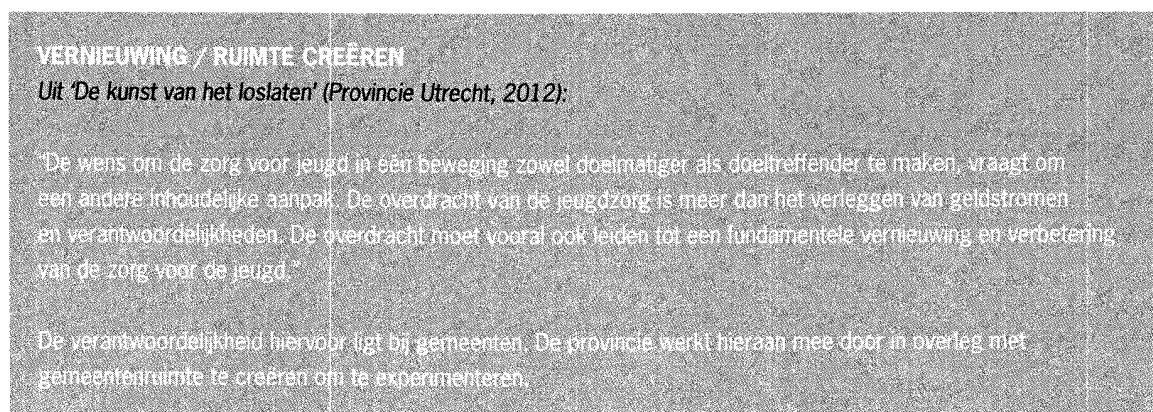 VERNIEUWING / RUIMTE CREËREN
Uit 'De kunst van het loslaten' (Provincie Utrecht, 2012):
"De wens om de zorg voor jeugd in één beweging zowel doelmatiger als doeltreffender te maken, vraagt om
een andere inhoudelijke aanpak. De overdracht van de jeugdzorg is meer dan het verleggen van geldstromen
en verantwoordelijkheden. De overdracht moet vooral ook leiden tot een fundamentele vernieuwing en verbetering
van de zorg voor de jeugd."
De verantwoordelijkheid hiervoor ligt bij gemeenten. De provincie werkt hieraan mee door in overleg met
gemeentenruimte te creëren om te experimenteren.